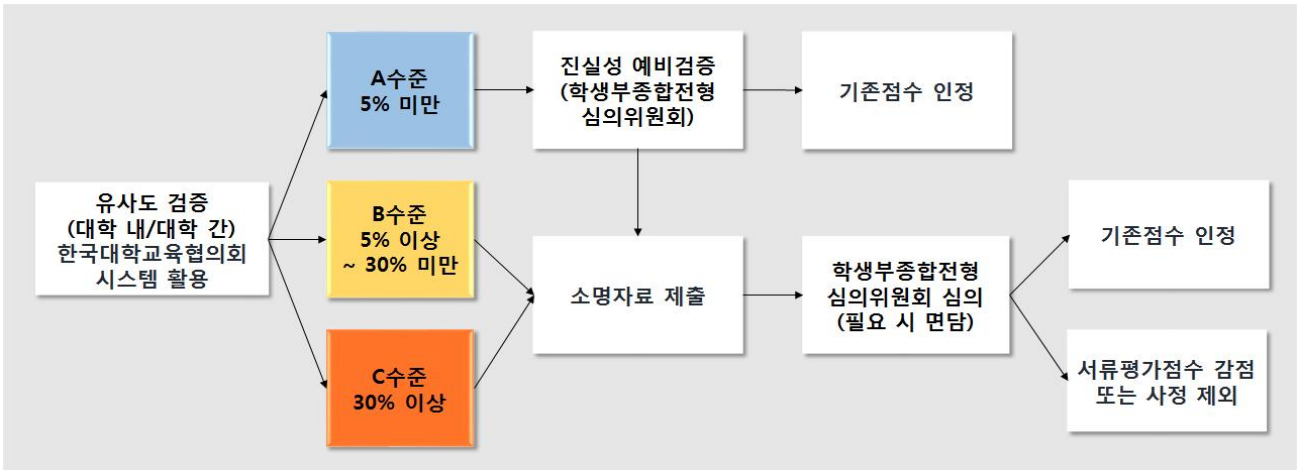 유사도 검증
(대학 내/대학 간)
한국대학교육협의회
시스템 활용
A수준
5% 미만
B수준
5% 이상
~ 30% 미만
C수준
30% 이상
진실성 예비검증
(학생부종합전형
심의위원회)
기존점수 인정
소명자료 제출
학생부종합전형
심의위원회 심의
(필요 시 면담)
기존점수 인정
서류평가점수 감점
또는 사정 제외